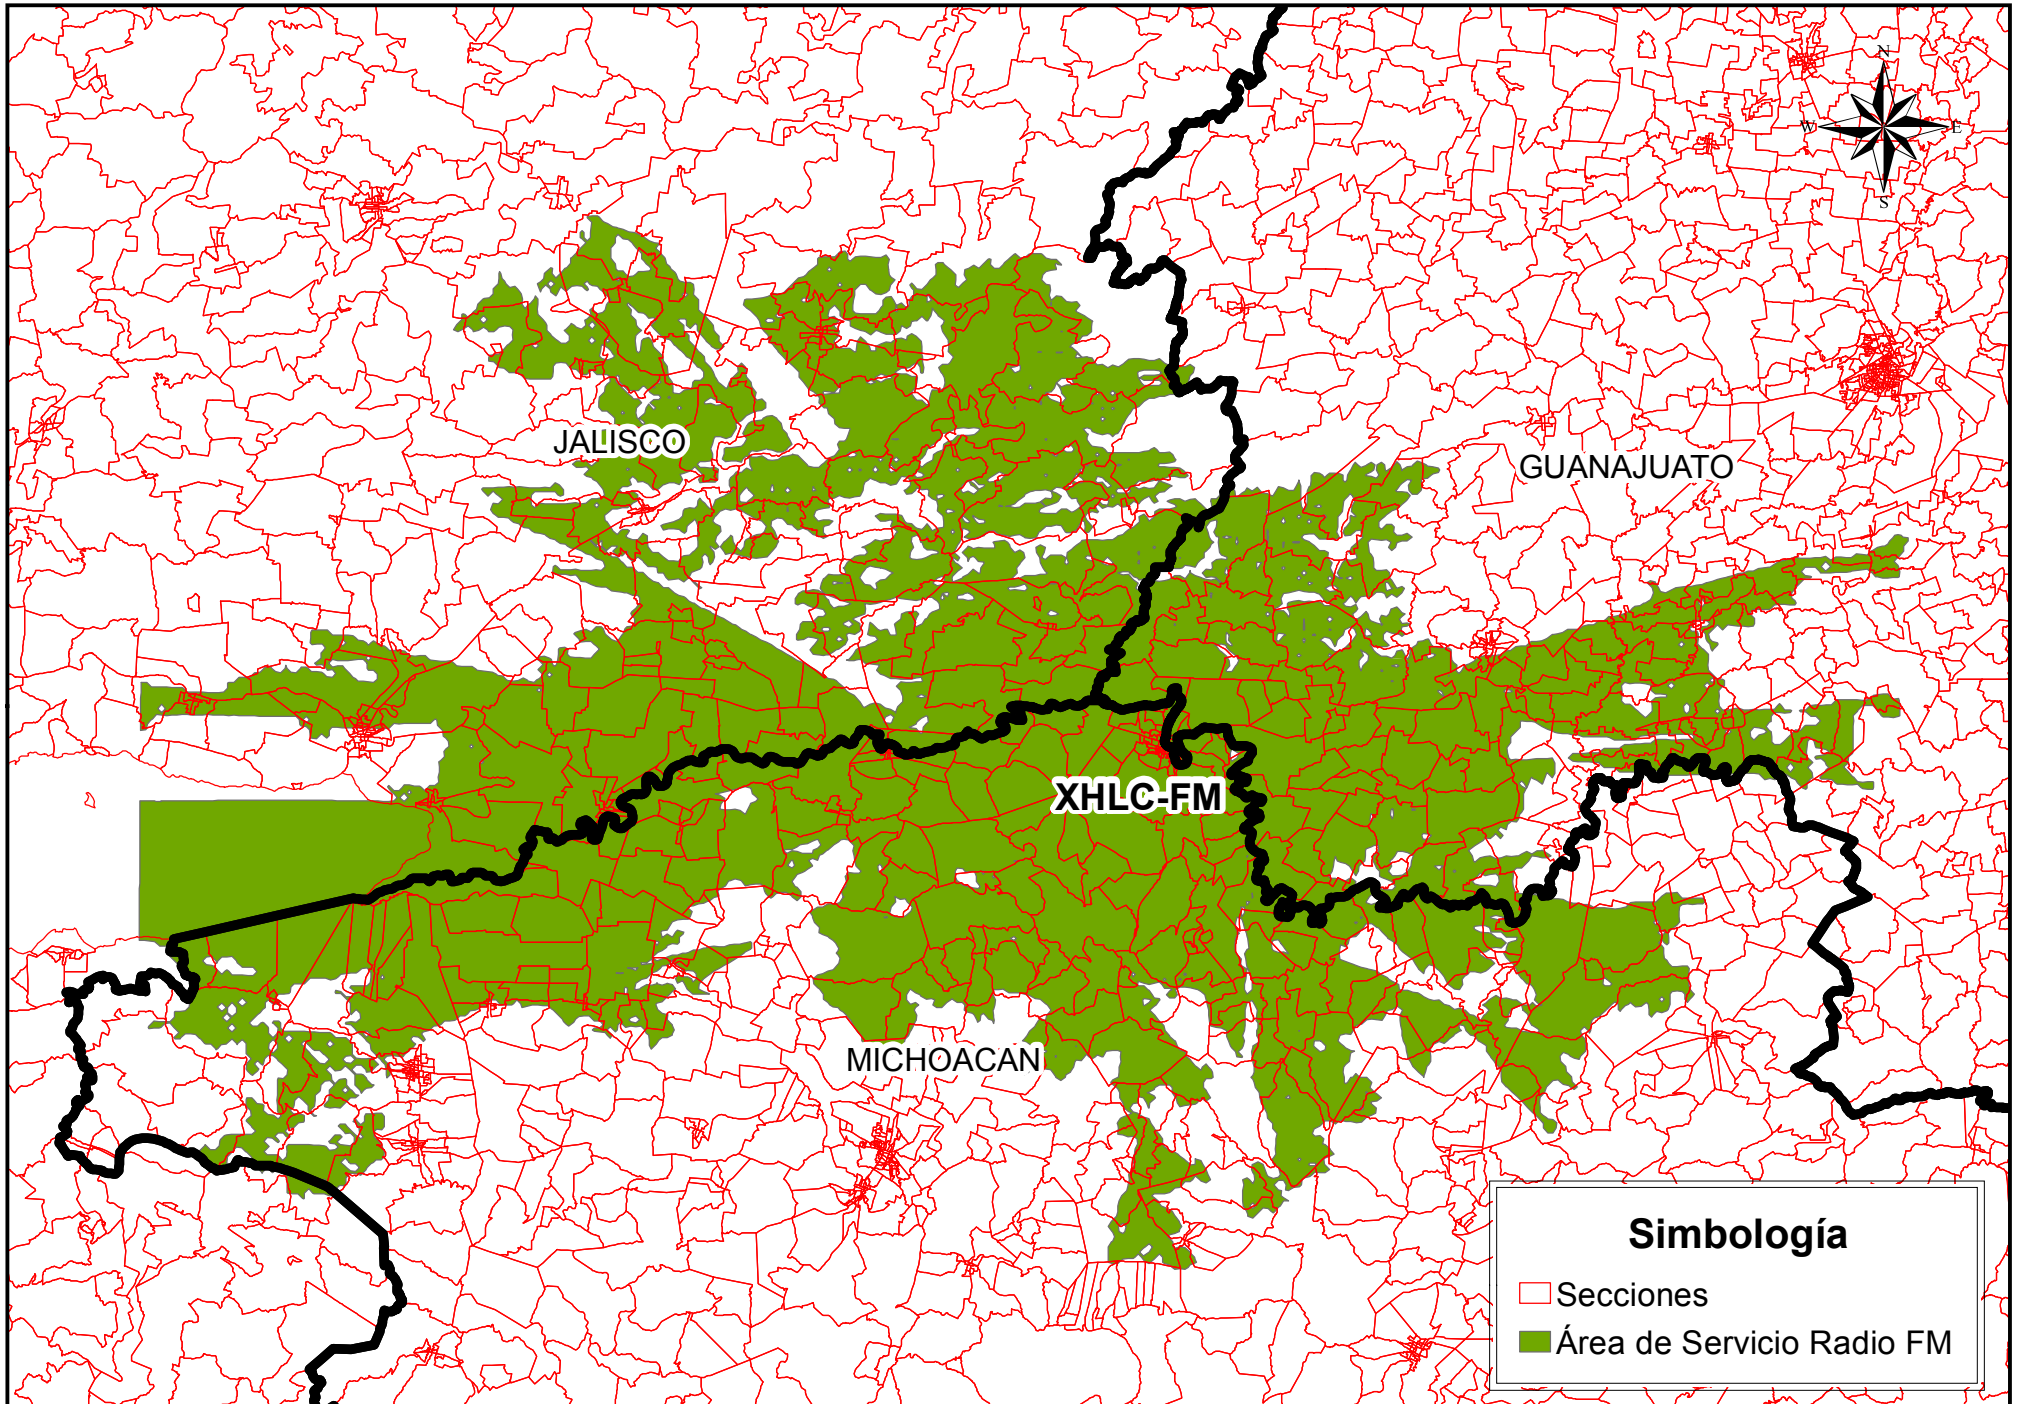 N
W E
S
JALISCO
GUANAJUATO
XHLC-FM
MICHOACAN
Simbología
Secciones
Área de Servicio Radio FM